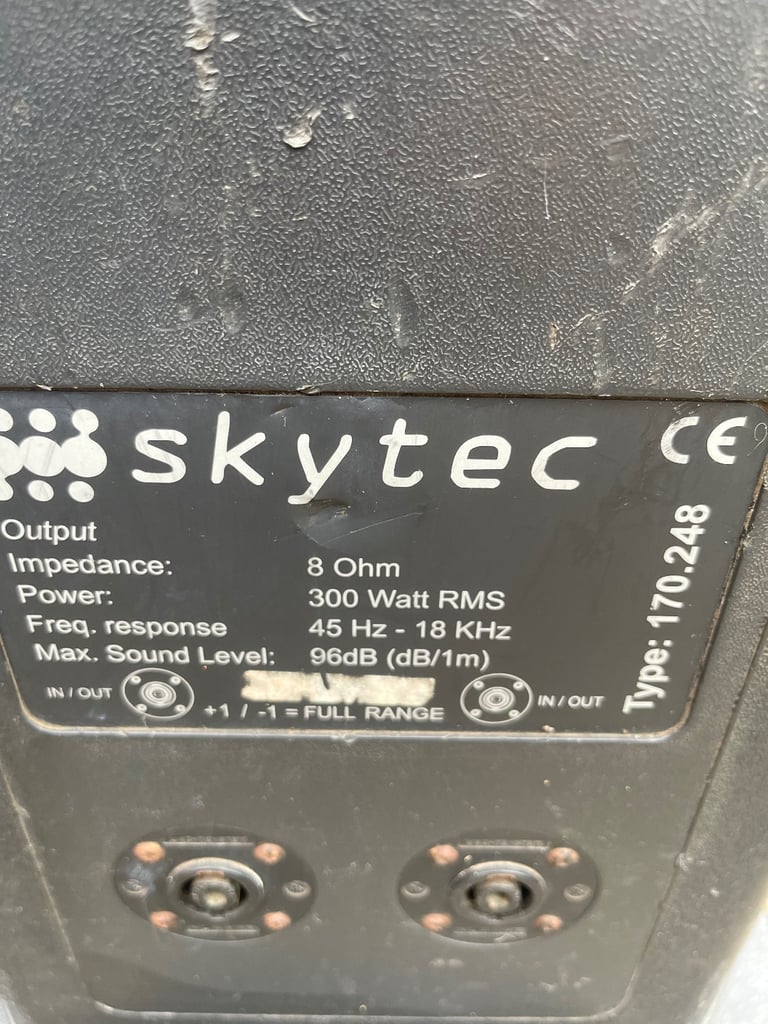 skytec CE
Output
Impedance: 8 Ohm
Power: 300 Watt RMS
Freq. response 45 Hz - 18 KHz
Max. Sound Level: 96dB (dB/1m)
IN / OUT IN / OUT
+1 / -1 = FULL RANGE
Type: 170.248